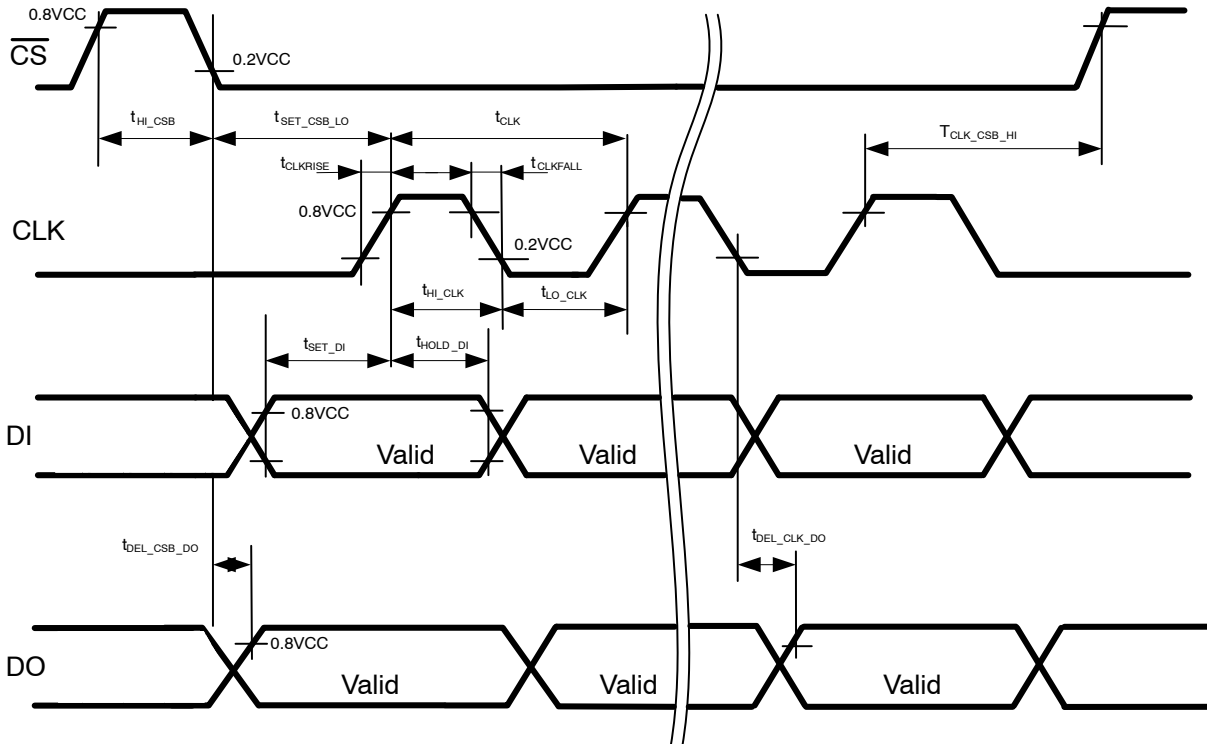 0.8VCC
CS
0.2VCC
tHI_CSB
tSET_CSB_LO
tCLK
TCLK_CSB_HI
tCLKRISE
tCLKFALL
0.8VCC
CLK
0.2VCC
tHI_CLK
tLO_CLK
tSET_DI
tHOLD_DI
0.8VCC
DI
Valid
Valid
Valid
tDEL_CSB_DO
tDEL_CLK_DO
0.8VCC
DO
Valid
Valid
Valid